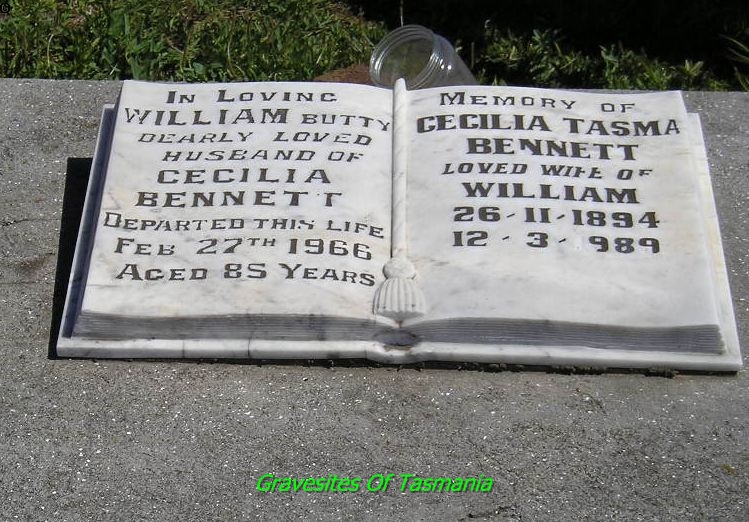 In Loving
WILLIAM BUTTY
DEARLY LOVED
HUSBAND OF
CECILIA
BENNETT
DEPARTED THIS LIFE
FEB 27TH 1966
AGED 85 YEARS
MEMORY OF
CECILIA TASMA
BENNETT
LOVED WIFE OF
WILLIAM
26-11-1894
12-3-989
Gravesites Of Tasmania